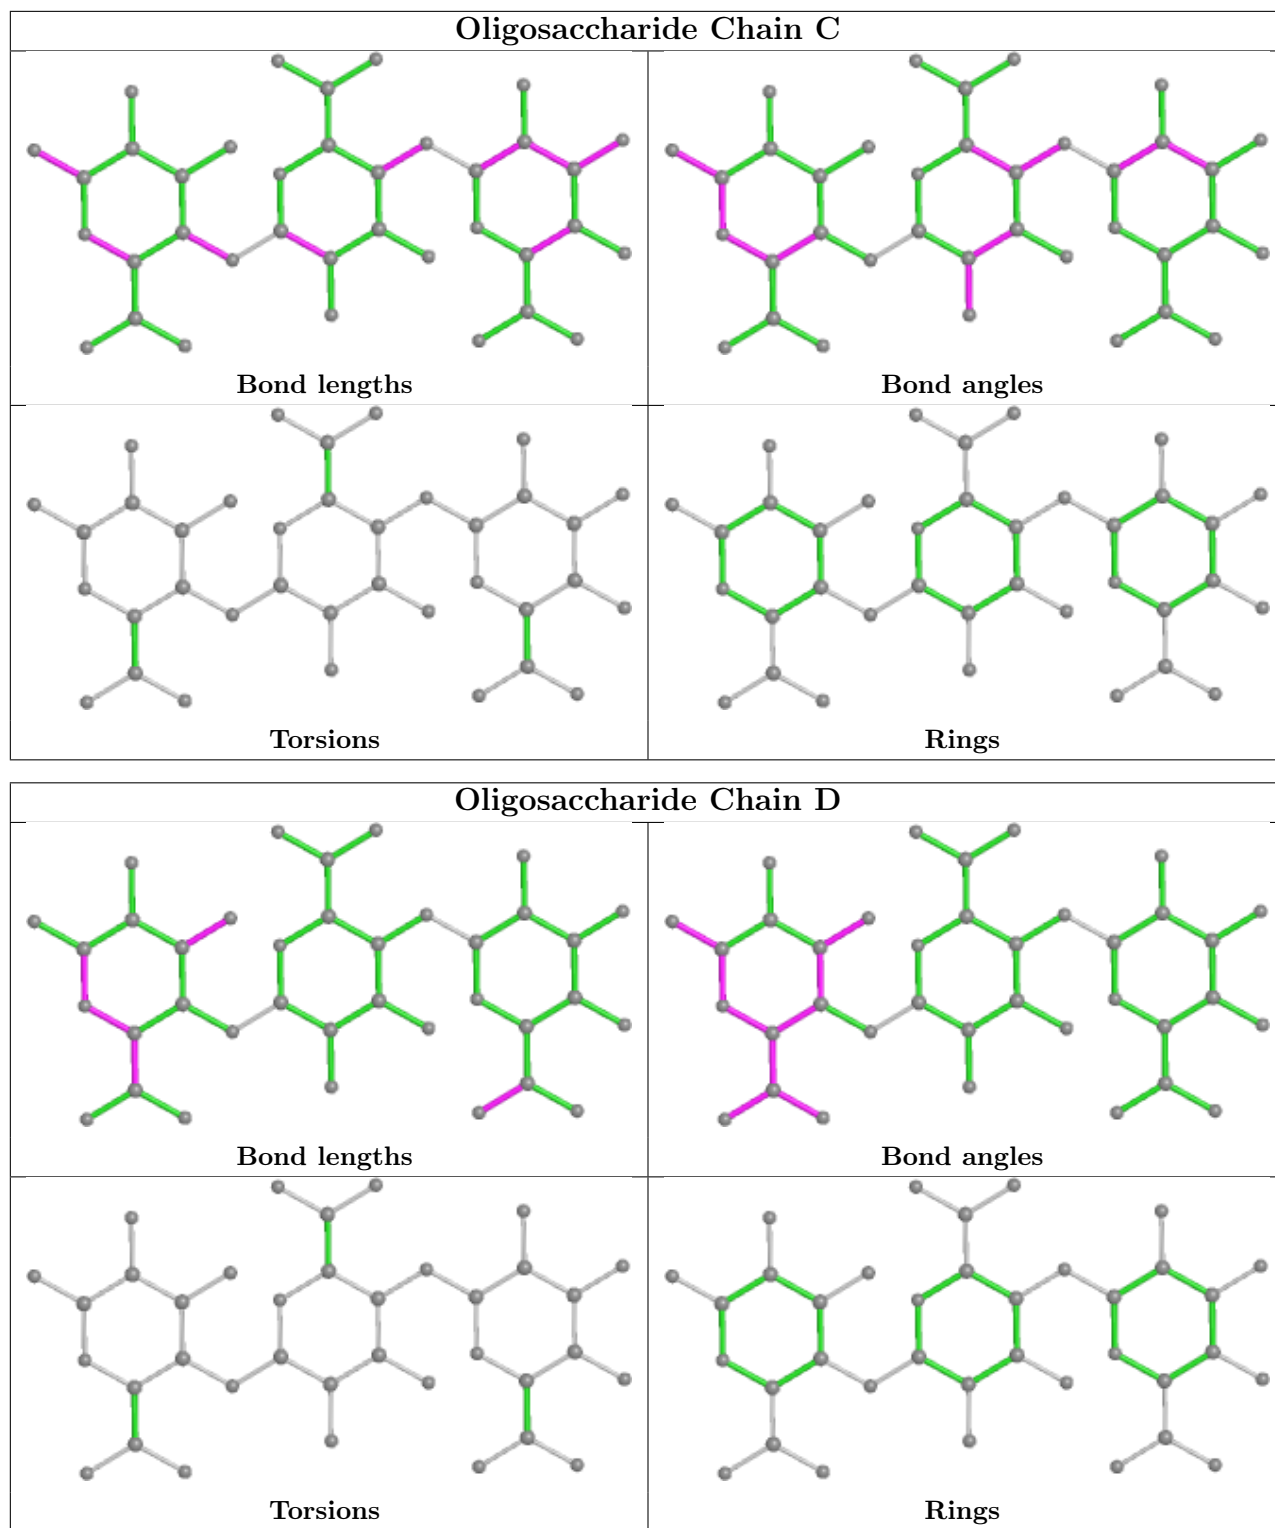 Oligosaccharide Chain C
Bond lengths
Bond angles
Torsions
Rings
Oligosaccharide Chain D
Bond lengths
Bond angles
Torsions
Rings